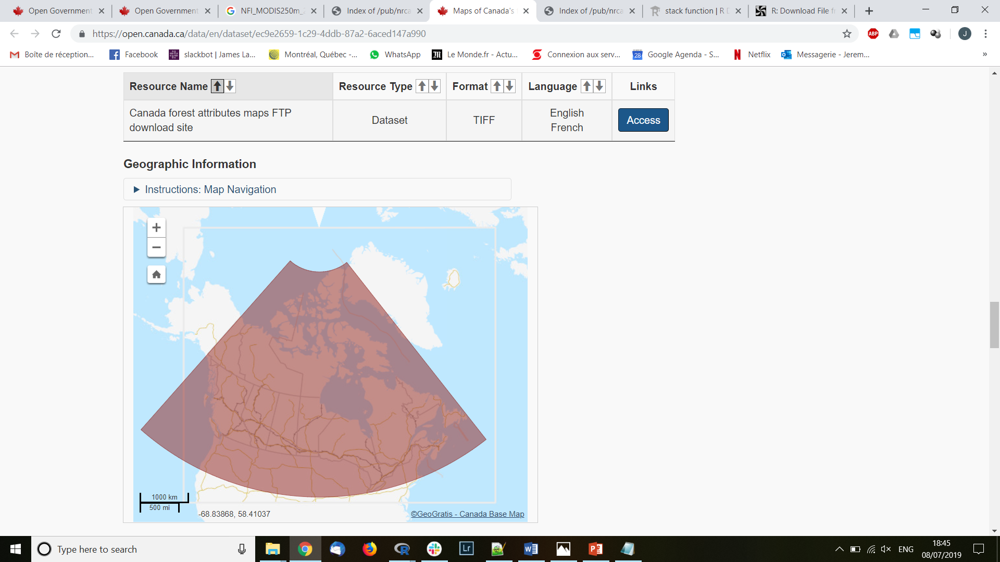 Open Government
Open Government
NFI_MODIS250m_
Index of /pub/nrca
Maps of Canada's
Index of /pub/nrca
stack function | R D
R: Download File f
https://open.canada.ca/data/en/dataset/ec9e2659-1c29-4ddb-87a2-6aced147a990
ABP
J
Boîte de réception...
Facebook
slackbot | James La...
Montréal, Québec -...
WhatsApp
Le Monde.fr - Actu...
Connexion aux serv...
28
Google Agenda - S...
Netflix
Messagerie - Jerem...
»
Resource Name
Resource Type
Format
Language
Links
Canada forest attributes maps FTP
download site
Dataset
TIFF
English
French
Access
Geographic Information
Instructions: Map Navigation
+
−
1000 km
500 mi
-68.83868, 58.41037
©GeoGratis - Canada Base Map
Type here to search
Lr
ENG
18:45
08/07/2019